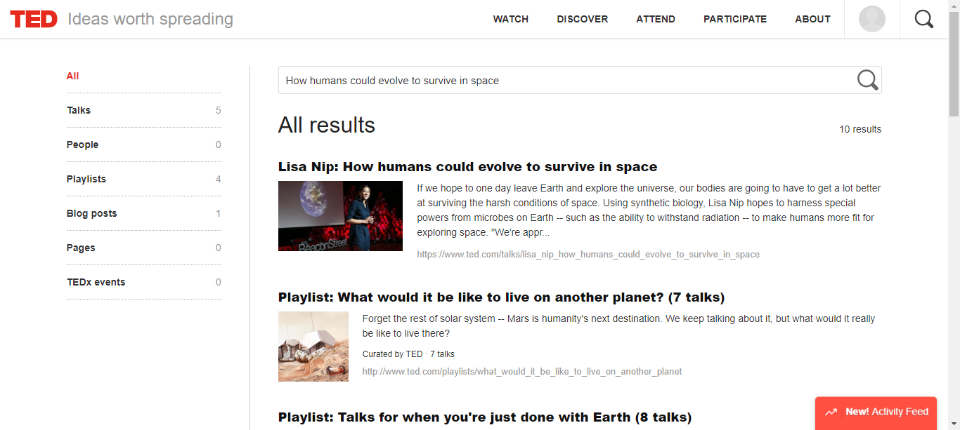 TED Ideas worth spreading
WATCH DISCOVER ATTEND PARTICIPATE ABOUT
All
Talks 5
People 0
Playlists 4
Blog posts 1
Pages 0
TEDx events 0
How humans could evolve to survive in space
All results
10 results
Lisa Nip: How humans could evolve to survive in space
BeaconStreet
If we hope to one day leave Earth and explore the universe, our bodies are going to have to get a lot better
at surviving the harsh conditions of space. Using synthetic biology, Lisa Nip hopes to harness special
powers from microbes on Earth -- such as the ability to withstand radiation -- to make humans more fit for
exploring space. "We're appr...
https://www.ted.com/talks/lisa_nip_how_humans_could_evolve_to_survive_in_space
Playlist: What would it be like to live on another planet? (7 talks)
Forget the rest of solar system -- Mars is humanity's next destination. We keep talking about it, but what would it really
be like to live there?
Curated by TED · 7 talks
http://www.ted.com/playlists/what_would_it_be_like_to_live_on_another_planet
Playlist: Talks for when you're just done with Earth (8 talks)
New! Activity Feed